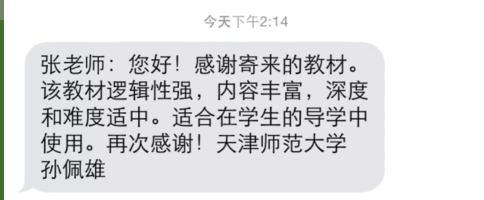 今天下午2:14
张老师：您好！感谢寄来的教材。
该教材逻辑性强，内容丰富，深度
和难度适中。适合在学生的导学中
使用。再次感谢！天津师范大学
孙佩雄